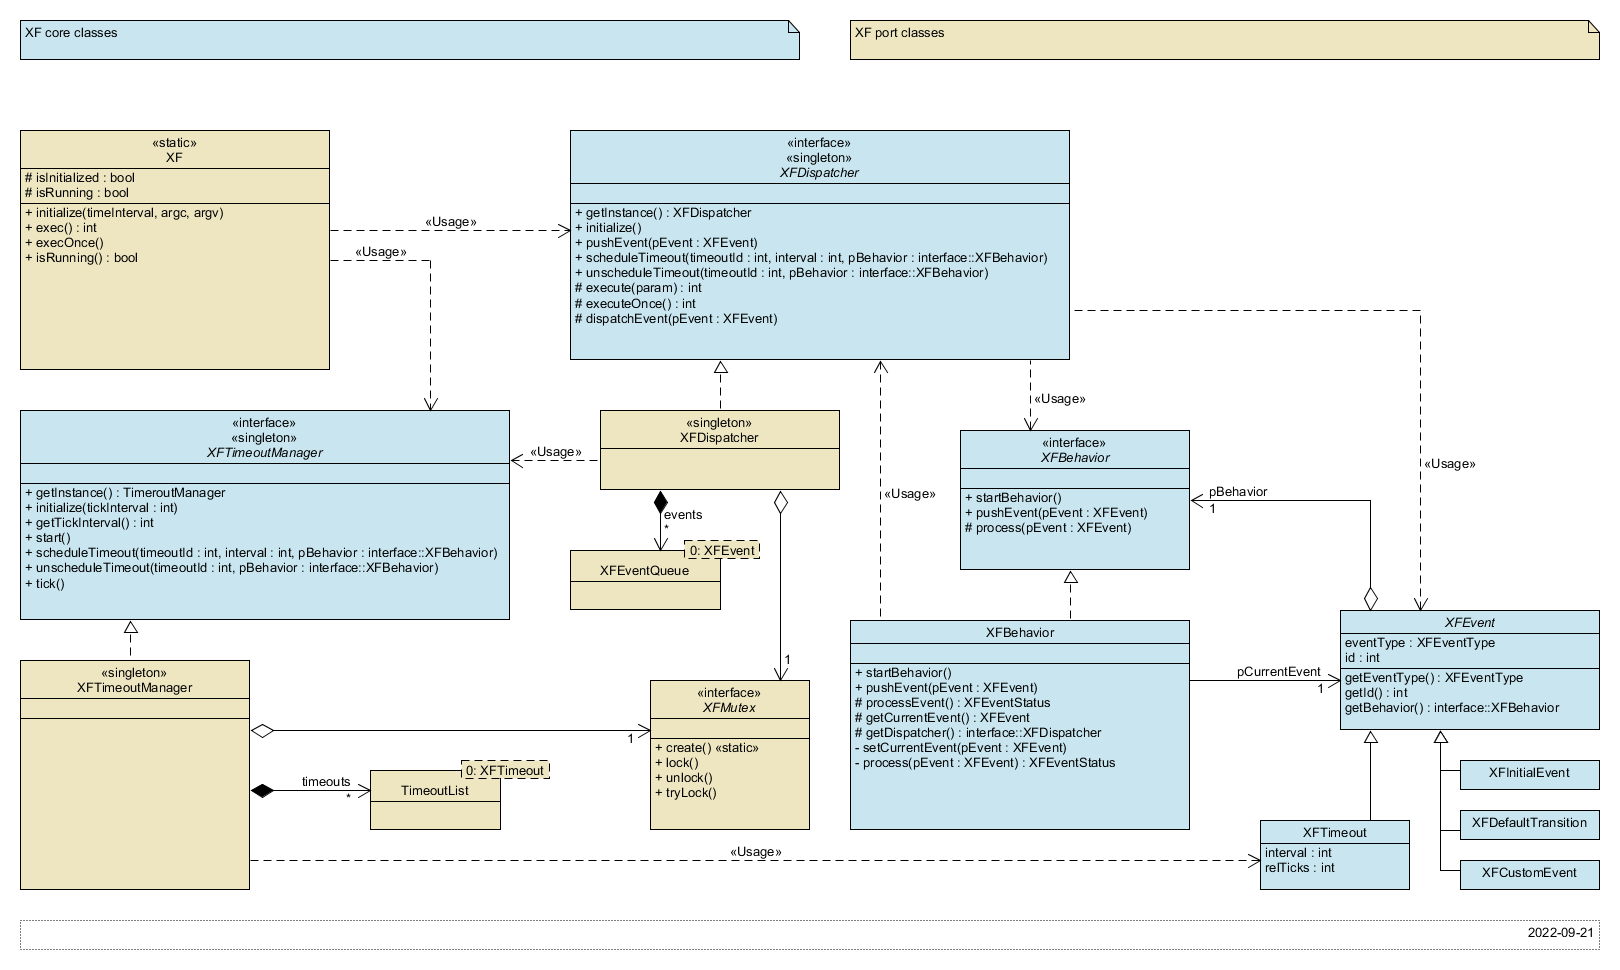 XF core classes
XF port classes
«static»
XF
# isInitialized : bool
# isRunning : bool
+ initialize(timeInterval, argc, argv)
+ exec() : int
+ execOnce()
+ isRunning() : bool
«Usage»
«Usage»
«interface»
«singleton»
XFDispatcher
+ getInstance() : XFDispatcher
+ initialize()
+ pushEvent(pEvent : XFEvent)
+ scheduleTimeout(timeoutId : int, interval : int, pBehavior : interface::XFBehavior)
+ unscheduleTimeout(timeoutId : int, pBehavior : interface::XFBehavior)
# execute(param) : int
# executeOnce() : int
# dispatchEvent(pEvent : XFEvent)
«interface»
«singleton»
XFTimeoutManager
+ getInstance() : TimeroutManager
+ initialize(tickInterval : int)
+ getTickInterval() : int
+ start()
+ scheduleTimeout(timeoutId : int, interval : int, pBehavior : interface::XFBehavior)
+ unscheduleTimeout(timeoutId : int, pBehavior : interface::XFBehavior)
+ tick()
«Usage»
«singleton»
XFDispatcher
events
*
0: XFEvent
XFEventQueue
1
«Usage»
«Usage»
«interface»
XFBehavior
+ startBehavior()
+ pushEvent(pEvent : XFEvent)
# process(pEvent : XFEvent)
pBehavior
1
«Usage»
«singleton»
XFTimeoutManager
1
timeouts
*
0: XFTimeout
TimeoutList
«interface»
XFMutex
+ create() «static»
+ lock()
+ unlock()
+ tryLock()
«Usage»
XFBehavior
+ startBehavior()
+ pushEvent(pEvent : XFEvent)
# processEvent() : XFEventStatus
# getCurrentEvent() : XFEvent
# getDispatcher() : interface::XFDispatcher
- setCurrentEvent(pEvent : XFEvent)
- process(pEvent : XFEvent) : XFEventStatus
pCurrentEvent
1
XFEvent
eventType : XFEventType
id : int
getEventType() : XFEventType
getId() : int
getBehavior() : interface::XFBehavior
XFTimeout
interval : int
relTicks : int
XFInitialEvent
XFDefaultTransition
XFCustomEvent
2022-09-21